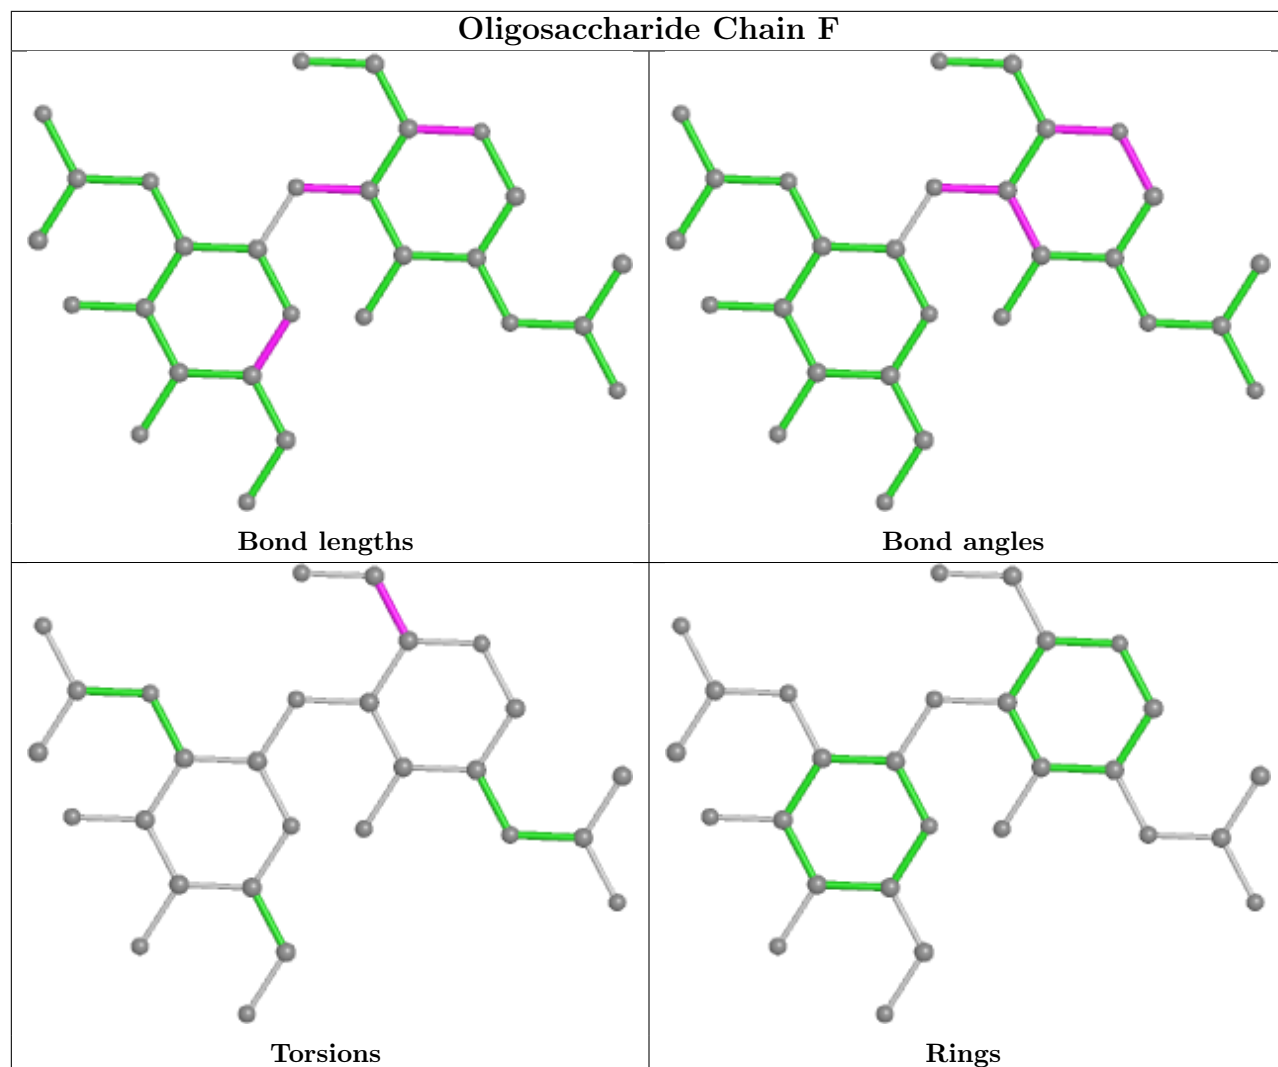 Oligosaccharide Chain F
Bond lengths
Bond angles
Torsions
Rings